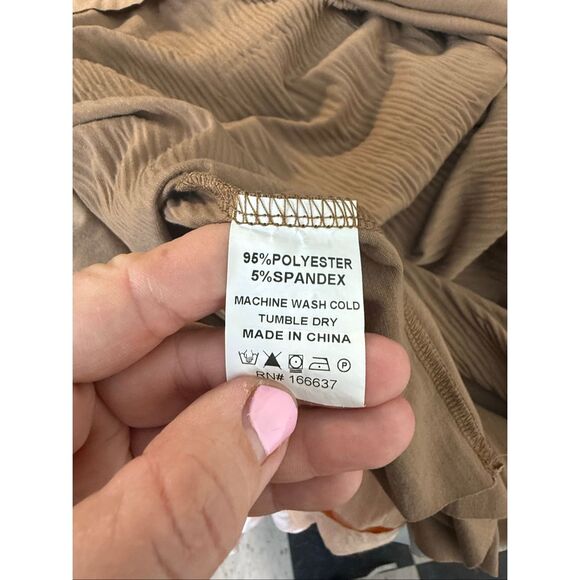 95%POLYESTER
5%SPANDEX
MACHINE WASH COLD
TUMBLE DRY
MADE IN CHINA
P
RN# 166637